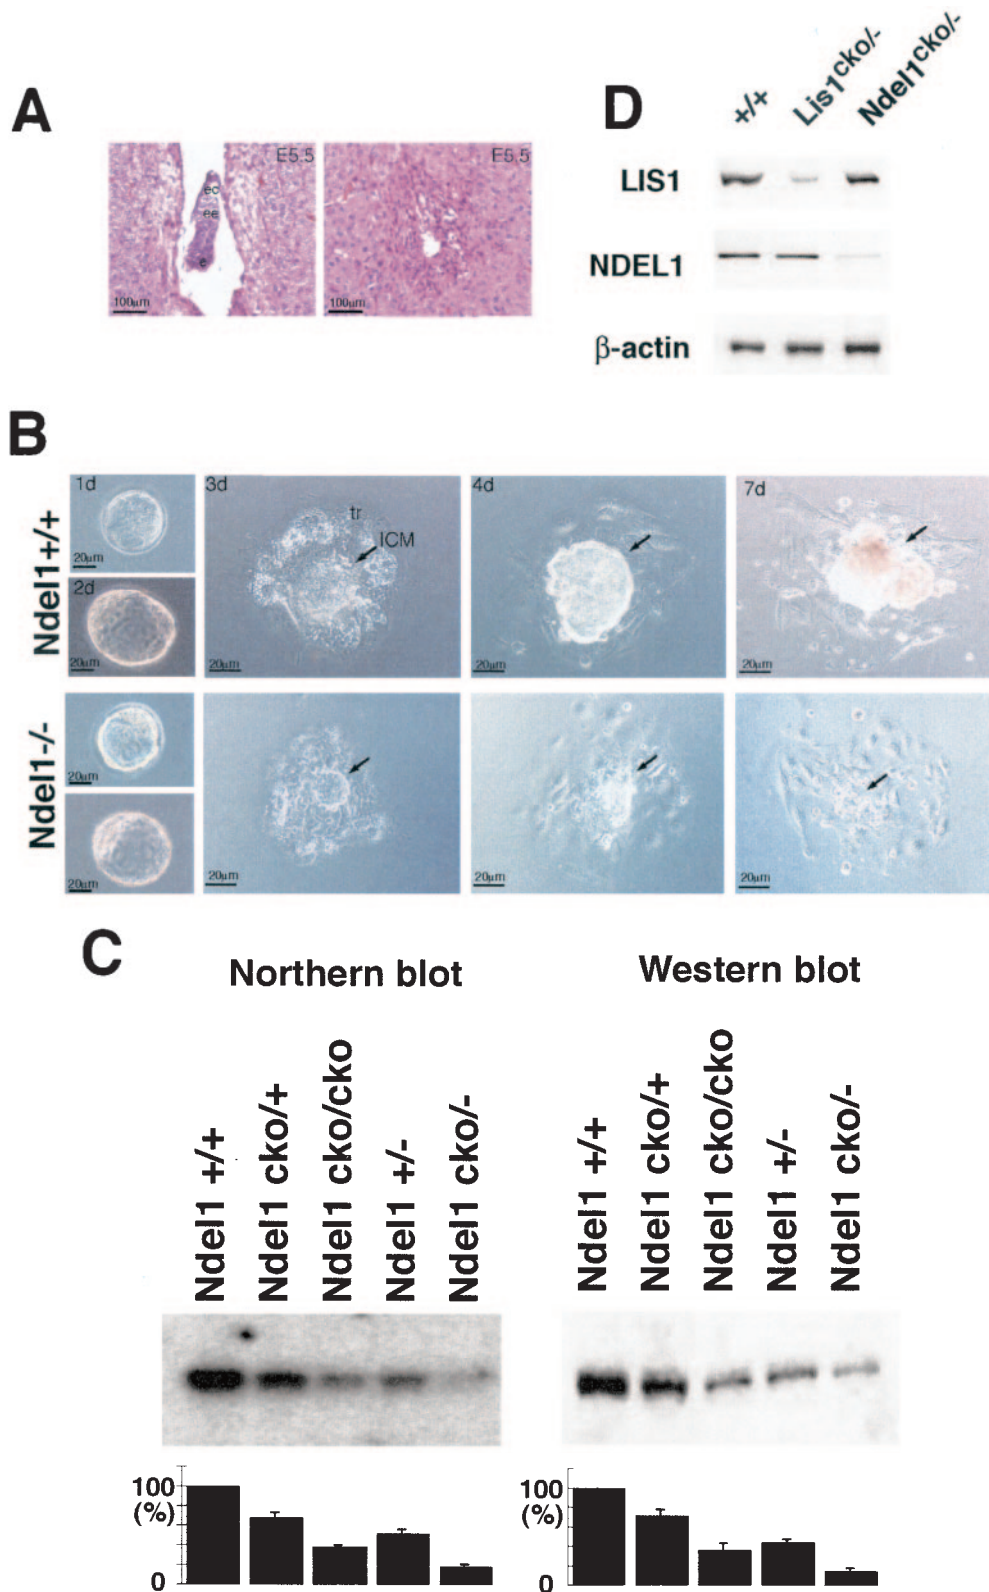 A
E5.5
ec
ee
e
100μm
E5.5
100μm
D
+/+
Lis1cko/-
Ndel1cko/-
LIS1
NDEL1
β-actin
B
Ndel1+/+
1d
20μm
2d
20μm
3d
tr
ICM
20μm
4d
20μm
7d
20μm
Ndel1-/-
20μm
20μm
20μm
20μm
20μm
C
Northern blot
Ndel1 +/+
Ndel1 cko/+
Ndel1 cko/cko
Ndel1 +/-
Ndel1 cko/-
100
(%)
0
Western blot
Ndel1 +/+
Ndel1 cko/+
Ndel1 cko/cko
Ndel1 +/-
Ndel1 cko/-
100
(%)
0